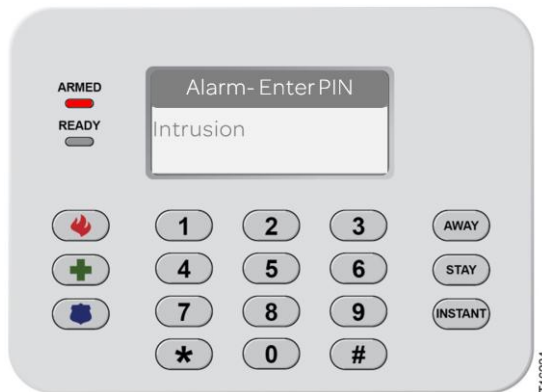 Alarm- Enter PIN
ARMED
READY
Intrusion
1 2 3 AWAY
4 5 6 STAY
7 8 9 INSTANT
* 0 #